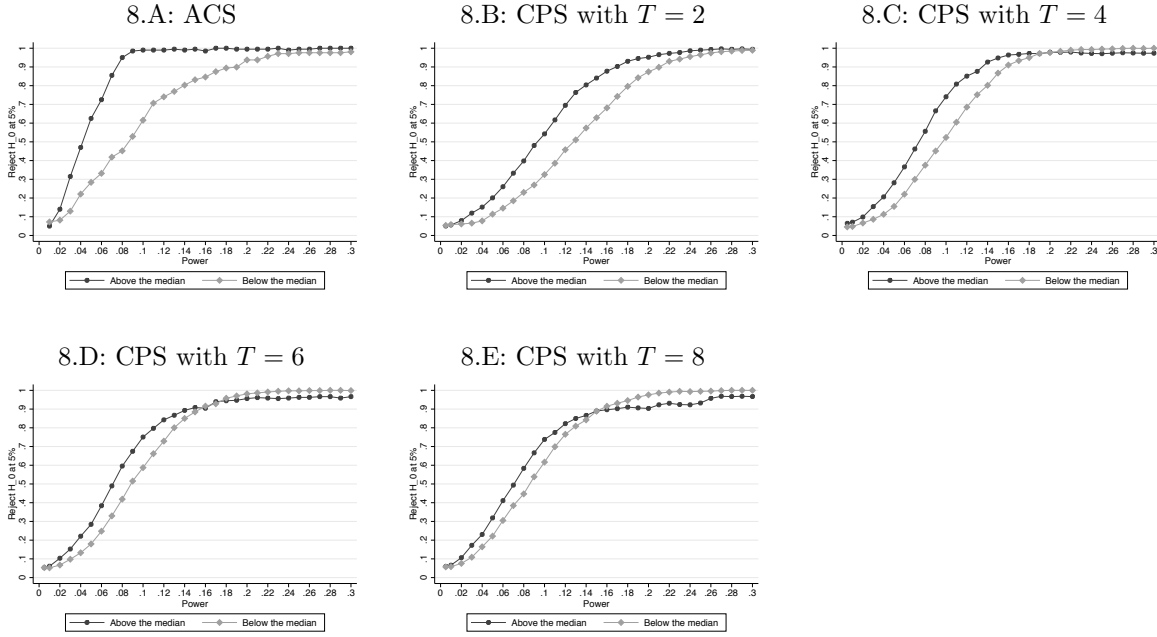 8.A: ACS
8.B: CPS with T = 2
8.C: CPS with T = 4
Reject H_0 at 5%
0 .1 .2 .3 .4 .5 .6 .7 .8 .9 1
0 .02 .04 .06 .08 .1 .12 .14 .16 .18 .2 .22 .24 .26 .28 .3
Power
Above the median Below the median
Reject H_0 at 5%
0 .1 .2 .3 .4 .5 .6 .7 .8 .9 1
0 .02 .04 .06 .08 .1 .12 .14 .16 .18 .2 .22 .24 .26 .28 .3
Power
Above the median Below the median
Reject H_0 at 5%
0 .1 .2 .3 .4 .5 .6 .7 .8 .9 1
0 .02 .04 .06 .08 .1 .12 .14 .16 .18 .2 .22 .24 .26 .28 .3
Power
Above the median Below the median
8.D: CPS with T = 6
8.E: CPS with T = 8
Reject H_0 at 5%
0 .1 .2 .3 .4 .5 .6 .7 .8 .9 1
0 .02 .04 .06 .08 .1 .12 .14 .16 .18 .2 .22 .24 .26 .28 .3
Power
Above the median Below the median
Reject H_0 at 5%
0 .1 .2 .3 .4 .5 .6 .7 .8 .9 1
0 .02 .04 .06 .08 .1 .12 .14 .16 .18 .2 .22 .24 .26 .28 .3
Power
Above the median Below the median